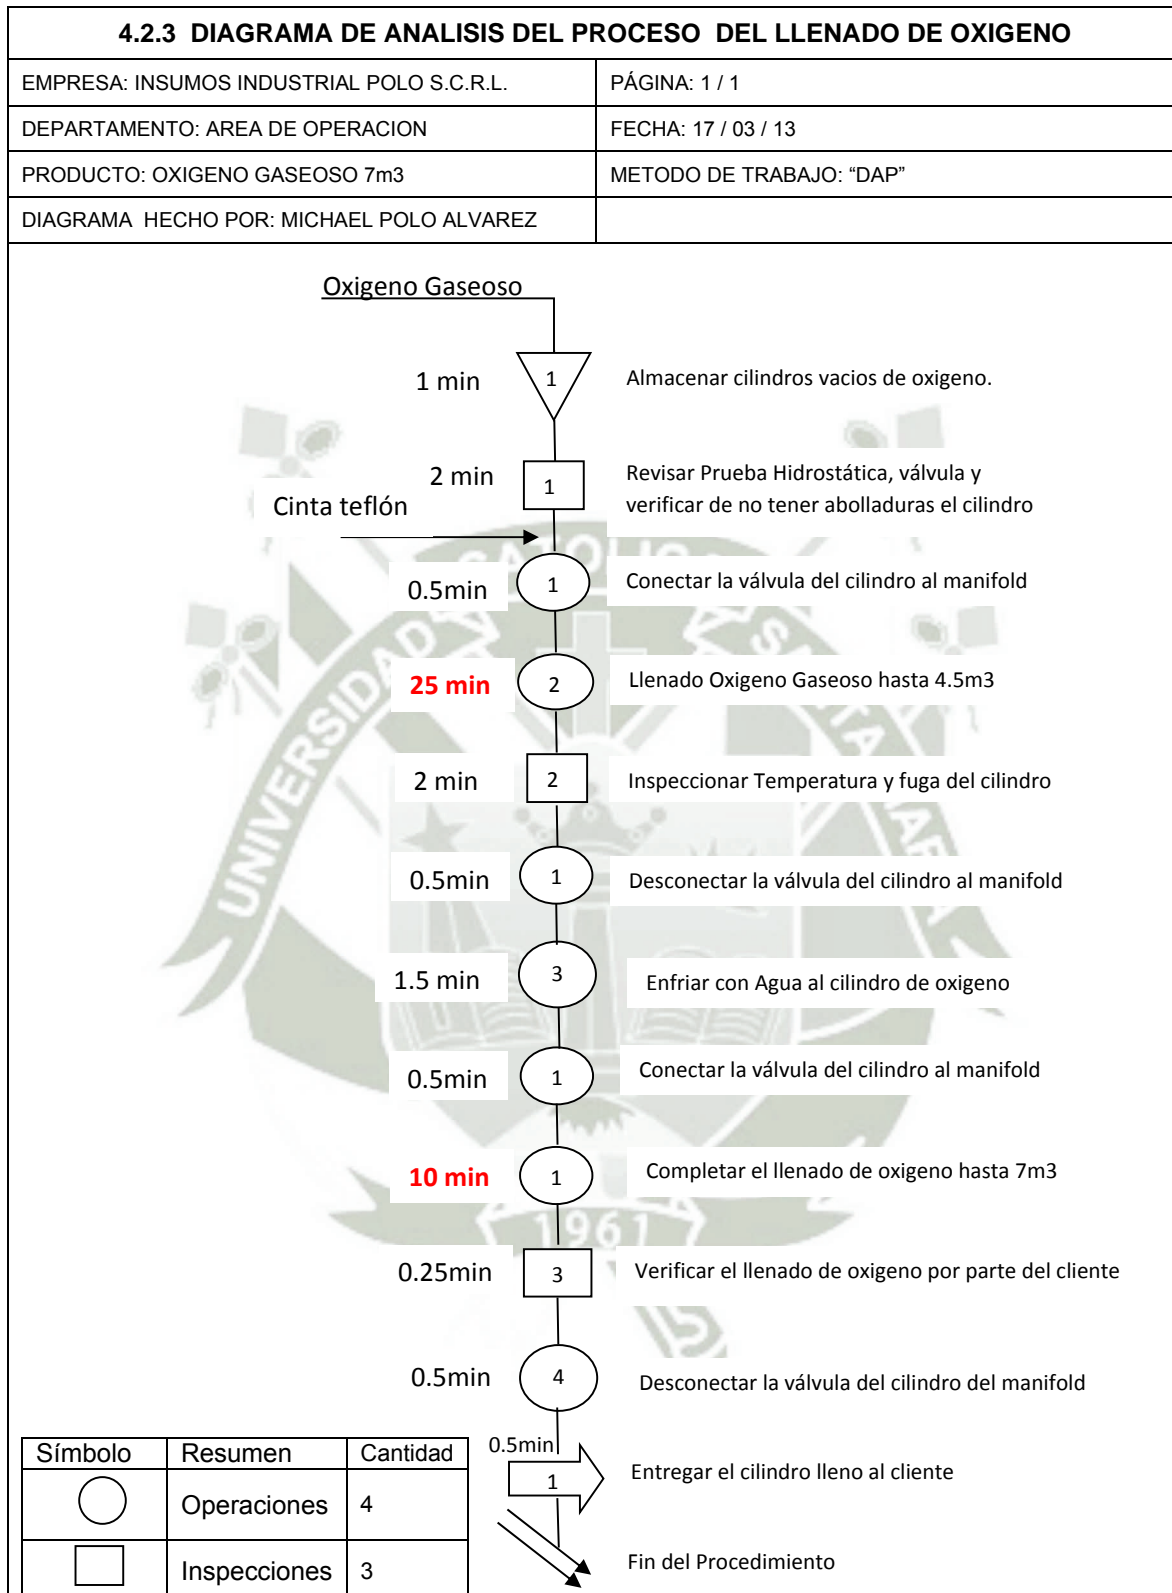 4.2.3 DIAGRAMA DE ANALISIS DEL PROCESO DEL LLENADO DE OXIGENO
EMPRESA: INSUMOS INDUSTRIAL POLO S.C.R.L.
PÁGINA: 1 / 1
DEPARTAMENTO: AREA DE OPERACION
FECHA: 17 / 03 / 13
PRODUCTO: OXIGENO GASEOSO 7m3
METODO DE TRABAJO: “DAP”
DIAGRAMA HECHO POR: MICHAEL POLO ALVAREZ
Oxigeno Gaseoso
1 min
1
Almacenar cilindros vacios de oxigeno.
2 min
1
Revisar Prueba Hidrostática, válvula y
verificar de no tener abolladuras el cilindro
Cinta teflón
0.5min
1
Conectar la válvula del cilindro al manifold
25 min
2
Llenado Oxigeno Gaseoso hasta 4.5m3
2 min
2
Inspeccionar Temperatura y fuga del cilindro
0.5min
1
Desconectar la válvula del cilindro al manifold
1.5 min
3
Enfriar con Agua al cilindro de oxigeno
0.5min
1
Conectar la válvula del cilindro al manifold
10 min
1
Completar el llenado de oxigeno hasta 7m3
1961
0.25min
3
Verificar el llenado de oxigeno por parte del cliente
0.5min
4
Desconectar la válvula del cilindro del manifold
0.5min
1
Entregar el cilindro lleno al cliente
Fin del Procedimiento
Símbolo
Resumen
Cantidad
Operaciones
4
Inspecciones
3
UNIVERSIDAD